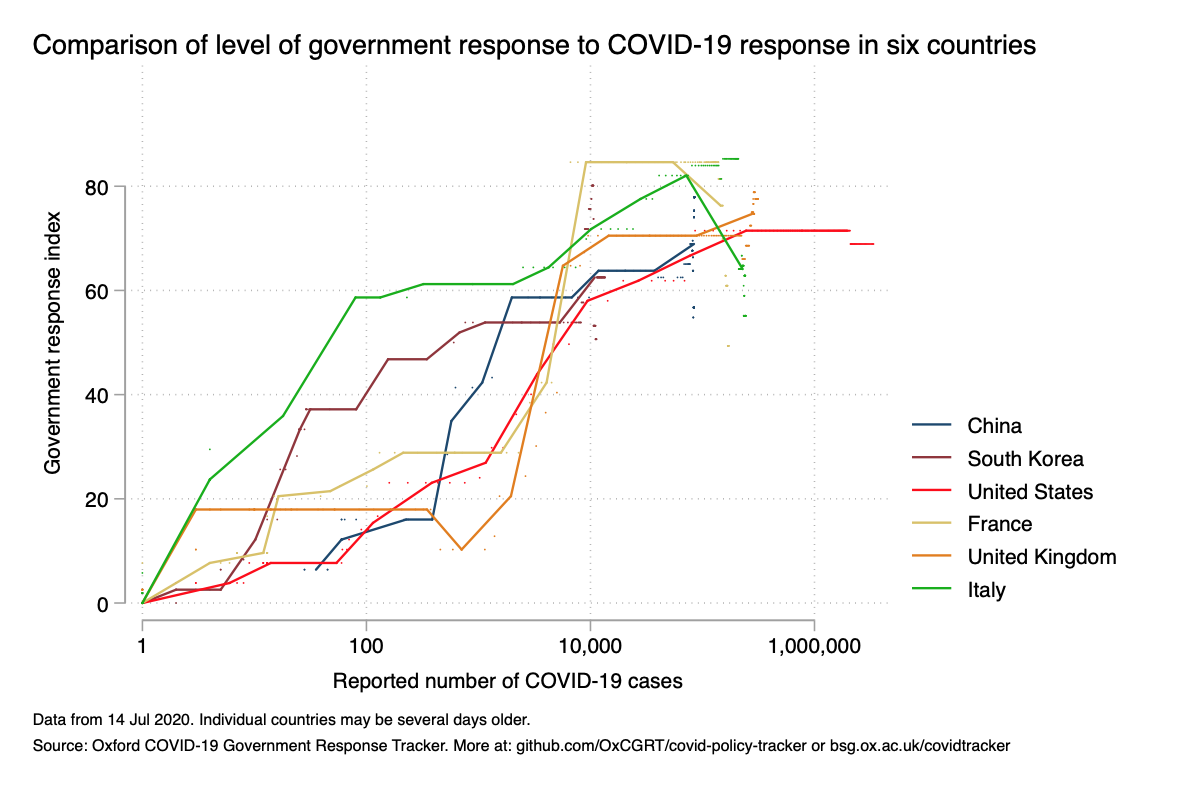 Comparison of level of government response to COVID-19 response in six countries
Government response index
80
60
40
20
0
1
100
10,000
1,000,000
Reported number of COVID-19 cases
China
South Korea
United States
France
United Kingdom
Italy
Data from 14 Jul 2020. Individual countries may be several days older.
Source: Oxford COVID-19 Government Response Tracker. More at: github.com/OxCGRT/covid-policy-tracker or bsg.ox.ac.uk/covidtracker